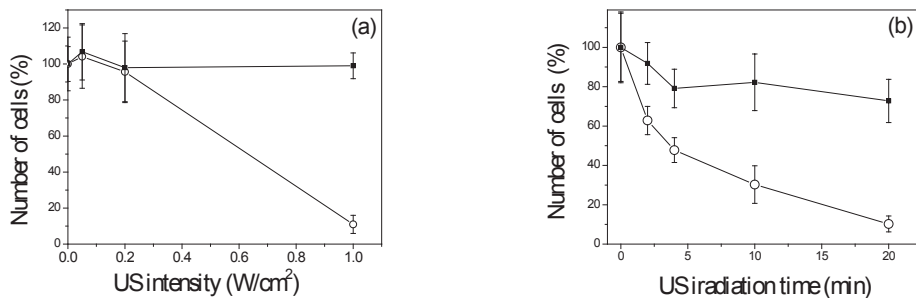 (a)
Number of cells (%)
120
100
80
60
40
20
0
0.0 0.2 0.4 0.6 0.8 1.0
US intensity (W/cm²)
(b)
Number of cells (%)
100
80
60
40
20
0
0 5 10 15 20
US iradiation time (min)